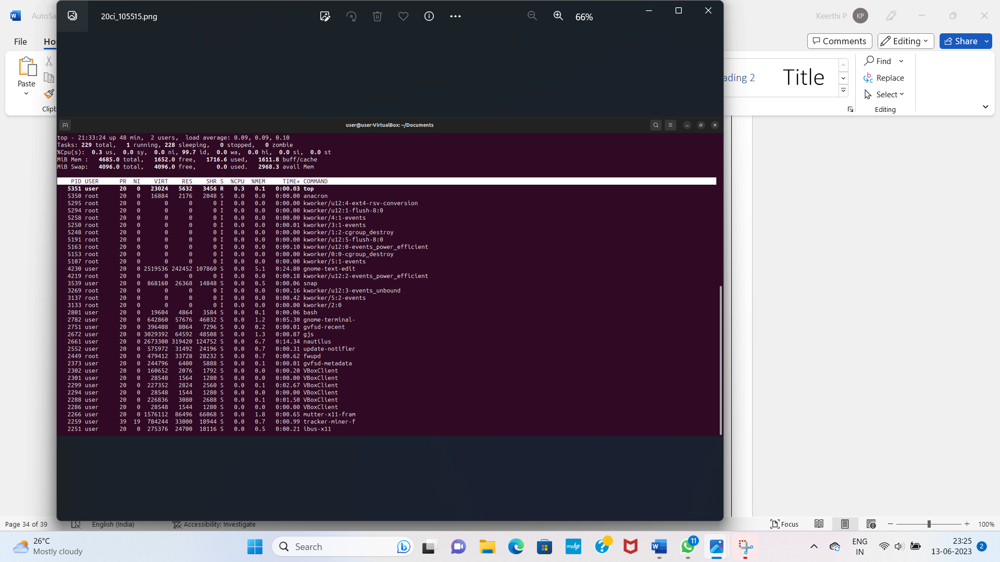 20ci_105515.png
66%
AutoSa
Keerthi P
KP
File
Ho
Comments
Editing
Share
Paste
Clipb
ading 2
Title
Find
Replace
Select
Editing
user@user-VirtualBox: ~/Documents
top - 21:33:24 up 48 min,  2 users,  load average: 0.09, 0.09, 0.10
Tasks: 229 total,   1 running, 228 sleeping,   0 stopped,   0 zombie
%Cpu(s):  0.3 us,  0.0 sy,  0.0 ni, 99.7 id,  0.0 wa,  0.0 hi,  0.0 si,  0.0 st
MiB Mem :   4685.0 total,   1652.0 free,   1716.6 used,   1611.8 buff/cache
MiB Swap:   4096.0 total,   4096.0 free,      0.0 used.   2968.3 avail Mem
PID USER PR NI VIRT RES SHR S %CPU %MEM TIME+ COMMAND
5351 user 20 0 23024 5632 3456 R 0.3 0.1 0:00.03 top
5350 root 20 0 16884 2176 2048 S 0.0 0.0 0:00.00 anacron
5295 root 20 0 0 0 0 I 0.0 0.0 0:00.00 kworker/u12:4-ext4-rsv-conversion
5294 root 20 0 0 0 0 I 0.0 0.0 0:00.00 kworker/u12:1-flush-8:0
5258 root 20 0 0 0 0 I 0.0 0.0 0:00.00 kworker/4:1-events
5250 root 20 0 0 0 0 I 0.0 0.0 0:00.01 kworker/3:1-events
5248 root 20 0 0 0 0 I 0.0 0.0 0:00.00 kworker/1:2-cgroup_destroy
5191 root 20 0 0 0 0 I 0.0 0.0 0:00.00 kworker/u12:5-flush-8:0
5163 root 20 0 0 0 0 I 0.0 0.0 0:00.10 kworker/u12:0-events_power_efficient
5153 root 20 0 0 0 0 I 0.0 0.0 0:00.00 kworker/0:0-cgroup_destroy
5107 root 20 0 0 0 0 I 0.0 0.0 0:00.00 kworker/5:1-events
4230 user 20 0 2519536 242452 107860 S 0.0 5.1 0:24.80 gnome-text-edit
4219 root 20 0 0 0 0 I 0.0 0.0 0:00.18 kworker/u12:2-events_power_efficient
3539 user 20 0 868160 26368 14848 S 0.0 0.5 0:00.06 snap
3269 root 20 0 0 0 0 I 0.0 0.0 0:00.16 kworker/u12:3-events_unbound
3137 root 20 0 0 0 0 I 0.0 0.0 0:00.42 kworker/5:2-events
3133 root 20 0 0 0 0 I 0.0 0.0 0:00.00 kworker/2:0
2801 user 20 0 19604 4864 3584 S 0.0 0.1 0:00.06 bash
2782 user 20 0 642860 57676 46032 S 0.0 1.2 0:05.30 gnome-terminal-
2751 user 20 0 396408 8064 7296 S 0.0 0.2 0:00.01 gvfsd-recent
2672 user 20 0 3029392 64592 48508 S 0.0 1.3 0:00.87 gjs
2661 user 20 0 2673300 319420 124752 S 0.0 6.7 0:14.34 nautilus
2552 user 20 0 575972 31492 24196 S 0.0 0.7 0:00.31 update-notifier
2449 root 20 0 479412 33728 28232 S 0.0 0.7 0:00.62 fwupd
2373 user 20 0 244796 6400 5888 S 0.0 0.1 0:00.01 gvfsd-metadata
2302 user 20 0 160652 2076 1792 S 0.0 0.0 0:00.20 VBoxClient
2301 user 20 0 28548 1564 1280 S 0.0 0.0 0:00.00 VBoxClient
2299 user 20 0 227352 2824 2560 S 0.0 0.1 0:02.67 VBoxClient
2294 user 20 0 28548 1544 1280 S 0.0 0.0 0:00.00 VBoxClient
2288 user 20 0 226836 3080 2688 S 0.0 0.1 0:01.50 VBoxClient
2286 user 20 0 28548 1544 1280 S 0.0 0.0 0:00.00 VBoxClient
2266 user 20 0 1576112 86496 66068 S 0.0 1.8 0:00.65 mutter-x11-fram
2259 user 39 19 784244 33000 18944 S 0.0 0.7 0:00.99 tracker-miner-f
2251 user 20 0 275376 24700 18116 S 0.0 0.5 0:00.21 ibus-x11
Page 34 of 39
English (India)
Accessibility: Investigate
Focus
100%
26°C
Mostly cloudy
Search
myhp
11
ENG
IN
23:25
13-06-2023
2